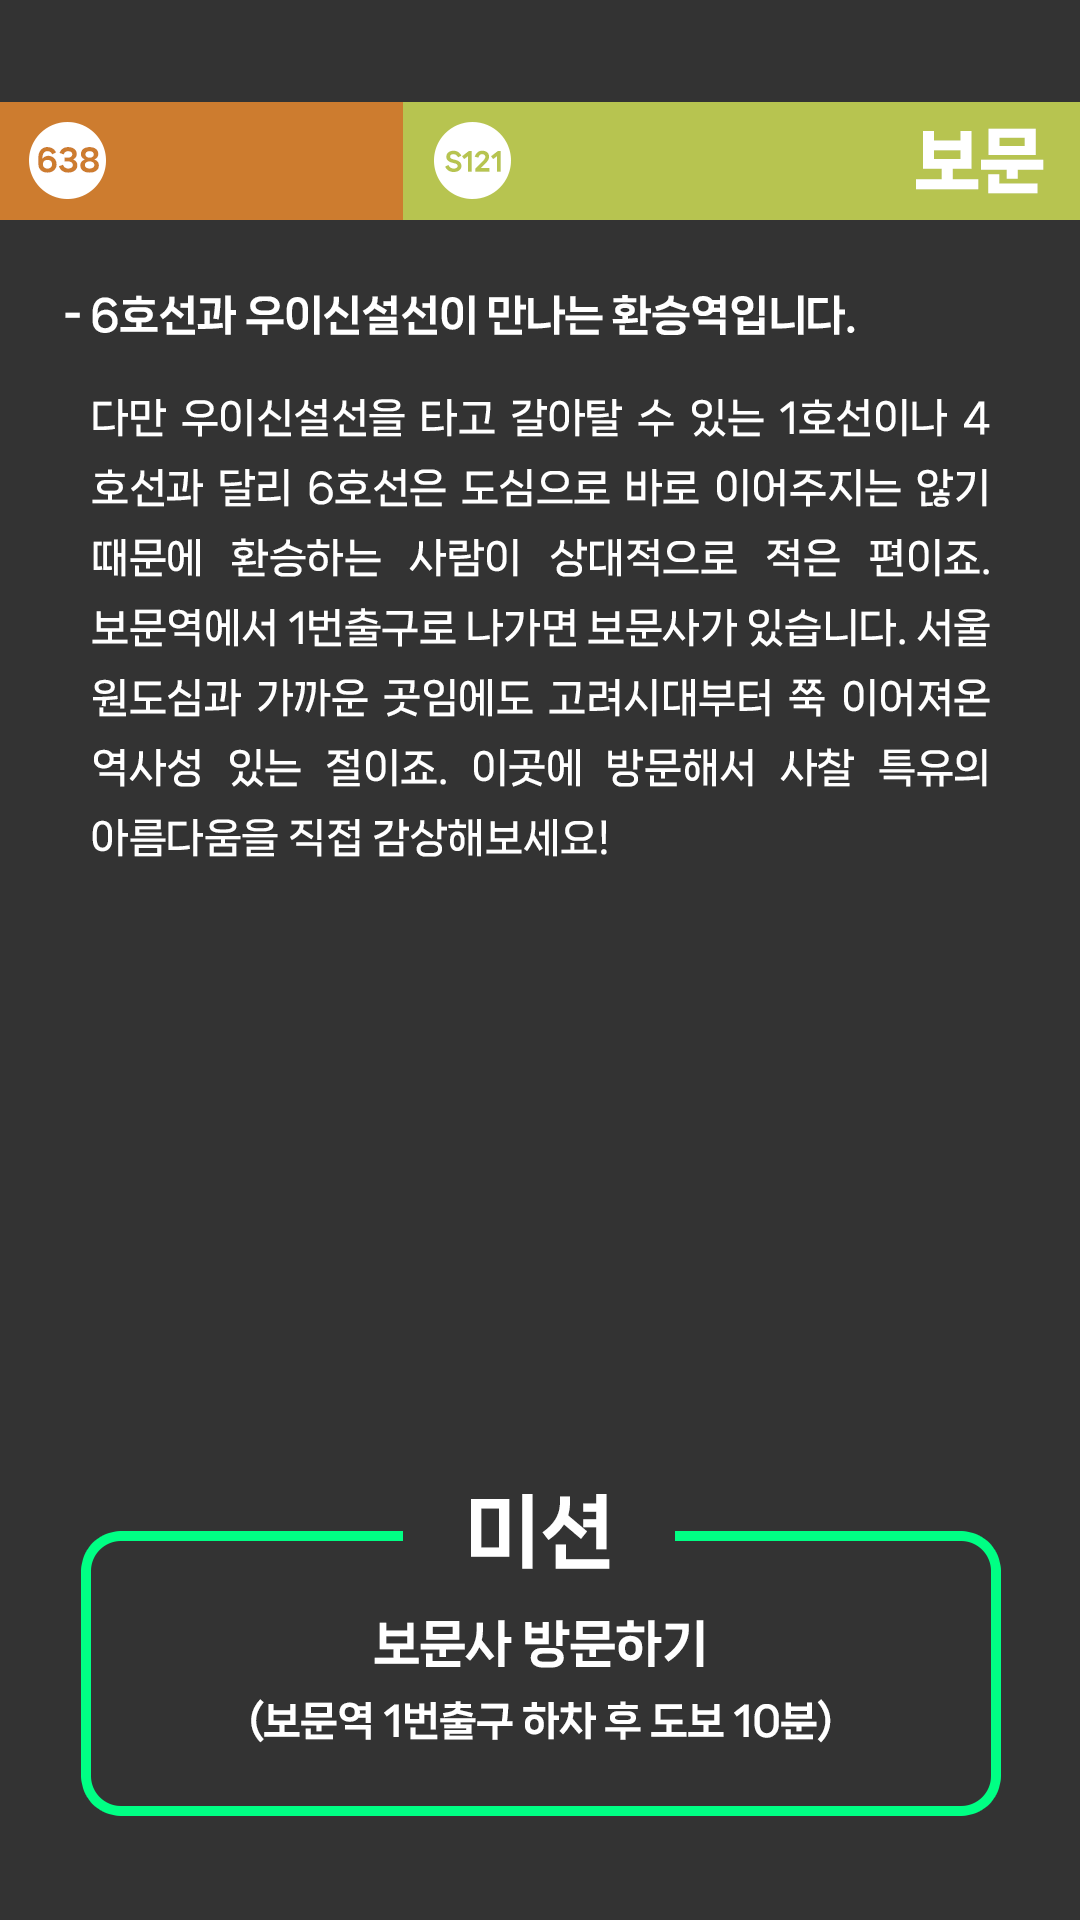 638
S121
보문
- 6호선과 우이신설선이 만나는 환승역입니다.
다만 우이신설선을 타고 갈아탈 수 있는 1호선이나 4
호선과 달리 6호선은 도심으로 바로 이어주지는 않기
때문에 환승하는 사람이 상대적으로 적은 편이죠.
보문역에서 1번출구로 나가면 보문사가 있습니다. 서울
원도심과 가까운 곳임에도 고려시대부터 쭉 이어져온
역사성 있는 절이죠. 이곳에 방문해서 사찰 특유의
아름다움을 직접 감상해보세요!
미션
보문사 방문하기
(보문역 1번출구 하차 후 도보 10분)